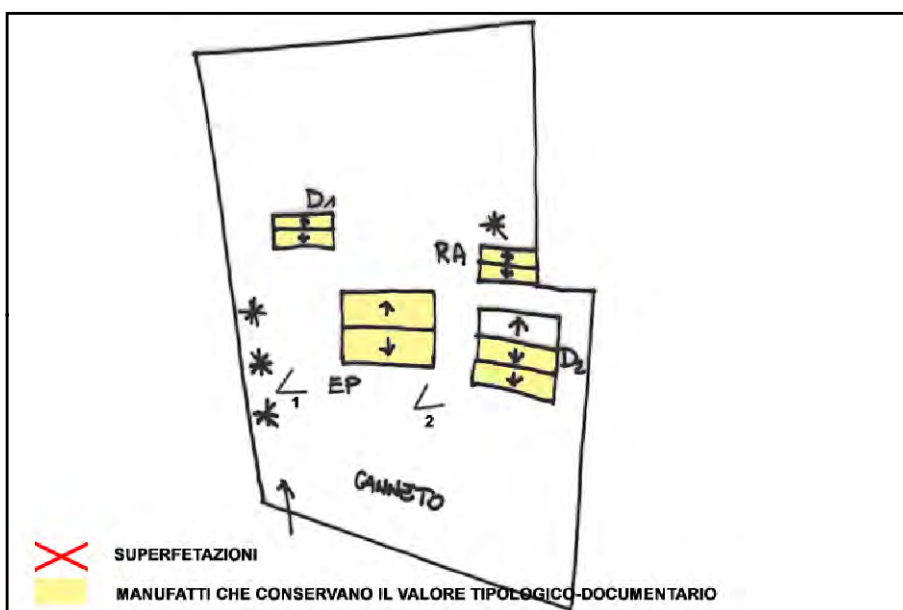 D1
RA
D2
EP
1
2
CANNETO
SUPERFETAZIONI
MANUFATTI CHE CONSERVANO IL VALORE TIPOLOGICO-DOCUMENTARIO